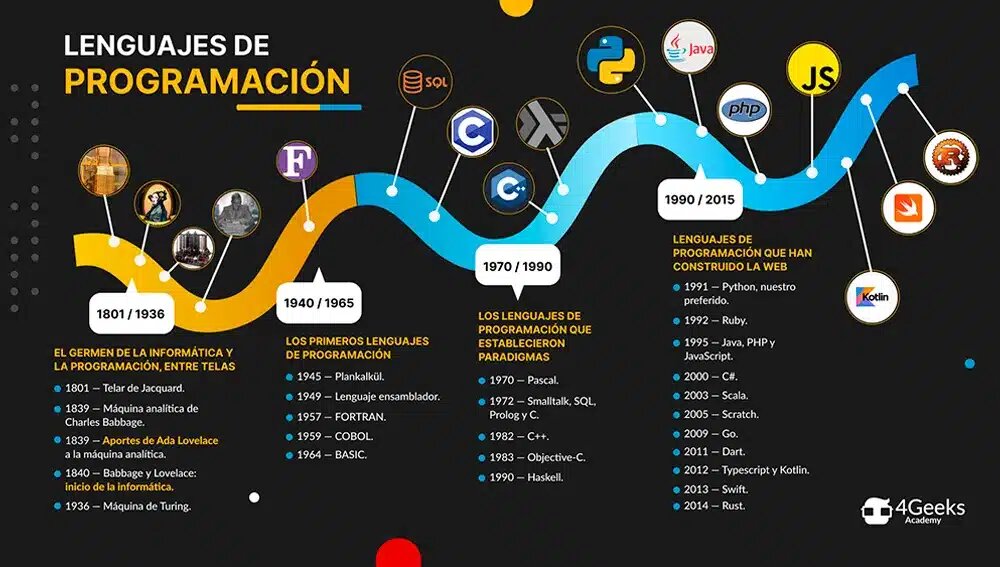 LENGUAJES DE
PROGRAMACIÓN
F
SQL
C
C++
Java
php
JS
R
Kotlin
1801 / 1936
EL GERMEN DE LA INFORMÁTICA Y
LA PROGRAMACIÓN, ENTRE TELAS
1801 — Telar de Jacquard.
1839 — Máquina analítica de
Charles Babbage.
1839 — Aportes de Ada Lovelace
a la máquina analítica.
1840 — Babbage y Lovelace:
inicio de la informática.
1936 — Máquina de Turing.
1940 / 1965
LOS PRIMEROS LENGUAJES
DE PROGRAMACIÓN
1945 — Plankalkül.
1949 — Lenguaje ensamblador.
1957 — FORTRAN.
1959 — COBOL.
1964 — BASIC.
1970 / 1990
LOS LENGUAJES DE
PROGRAMACIÓN QUE
ESTABLECIERON
PARADIGMAS
1970 — Pascal.
1972 — Smalltalk, SQL,
Prolog y C.
1982 — C++.
1983 — Objective-C.
1990 — Haskell.
1990 / 2015
LENGUAJES DE
PROGRAMACIÓN QUE HAN
CONSTRUIDO LA WEB
1991 — Python, nuestro
preferido.
1992 — Ruby.
1995 — Java, PHP y
JavaScript.
2000 — C#.
2003 — Scala.
2005 — Scratch.
2009 — Go.
2011 — Dart.
2012 — Typescript y Kotlin.
2013 — Swift.
2014 — Rust.
4Geeks
Academy